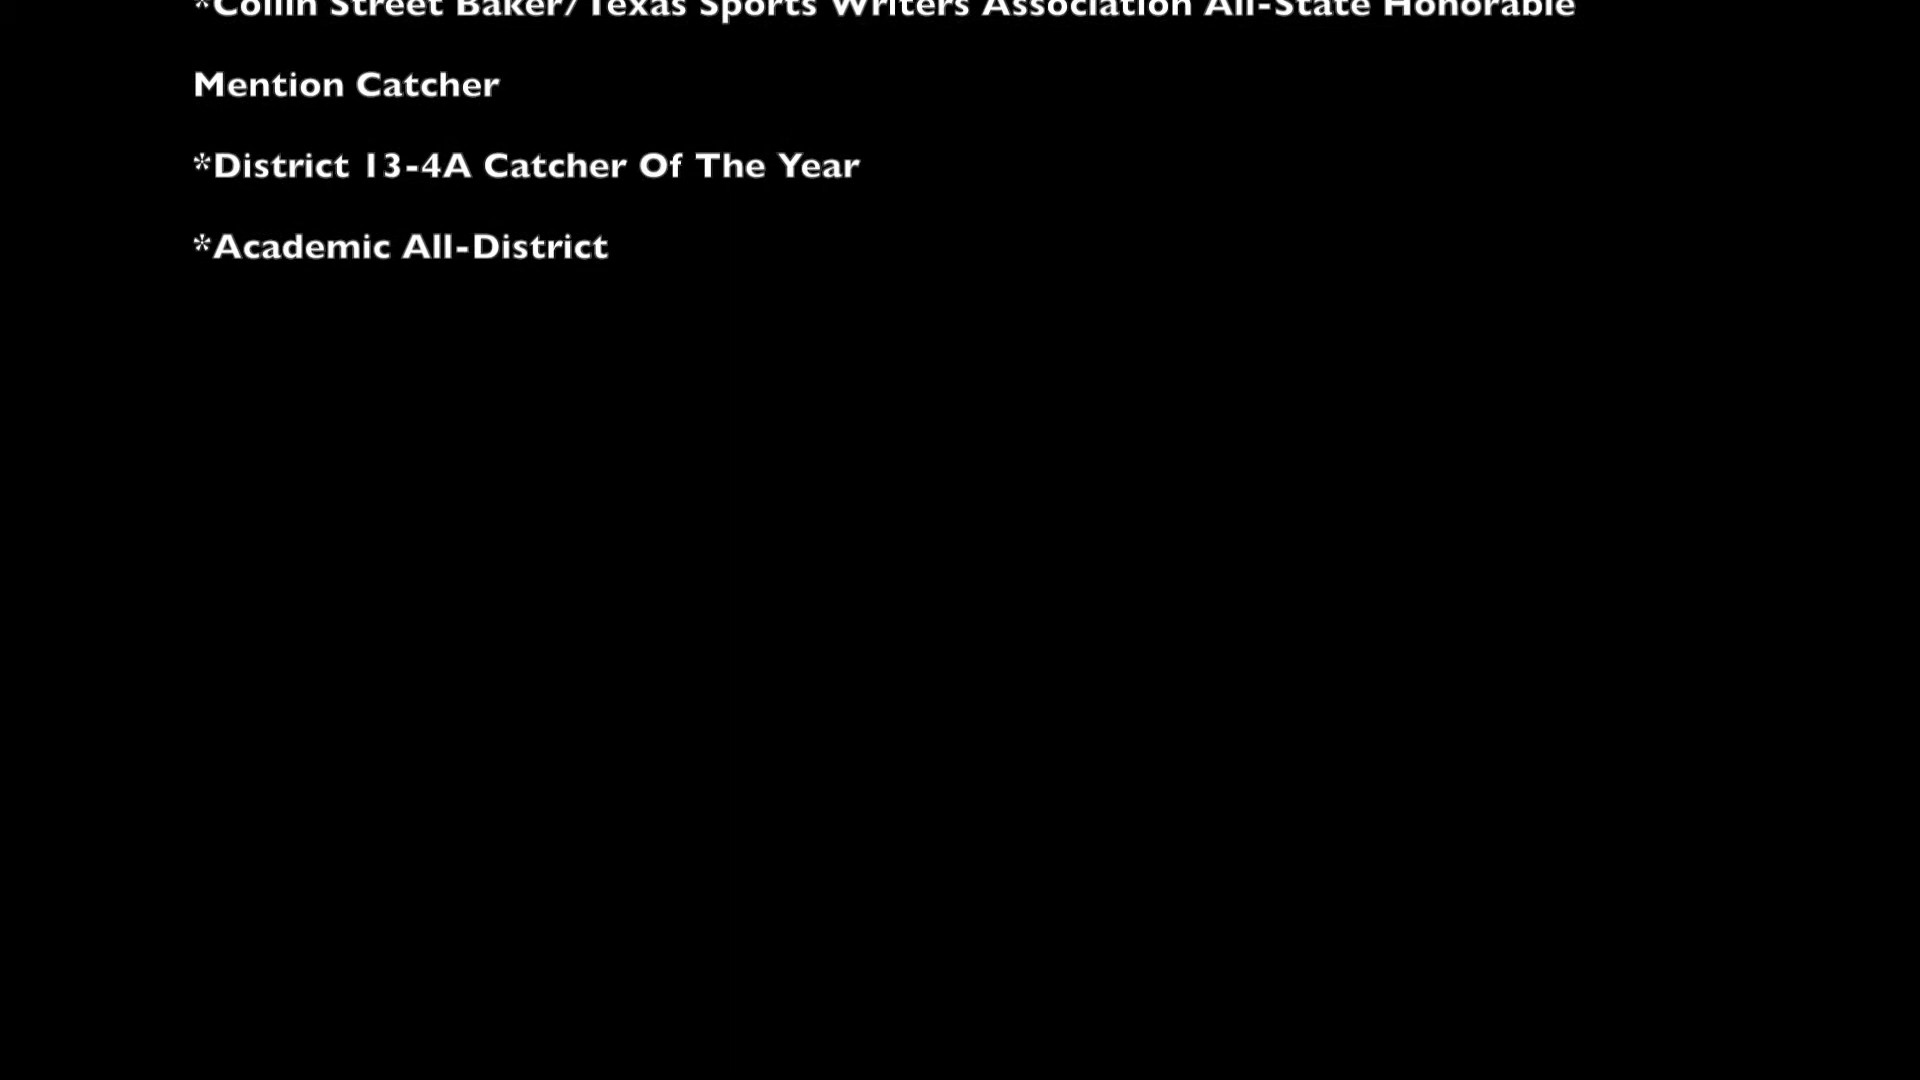 *Collin Street Baker/Texas Sports Writers Association All-State Honorable
Mention Catcher
*District 13-4A Catcher Of The Year
*Academic All-District